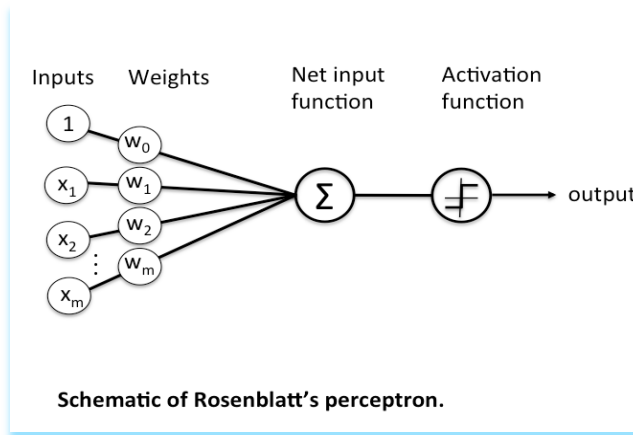 Inputs Weights Net input function Activation function
1
w₀
x₁ w₁
x₂ w₂
⋮ wₘ
xₘ
Σ
output
Schematic of Rosenblatt's perceptron.